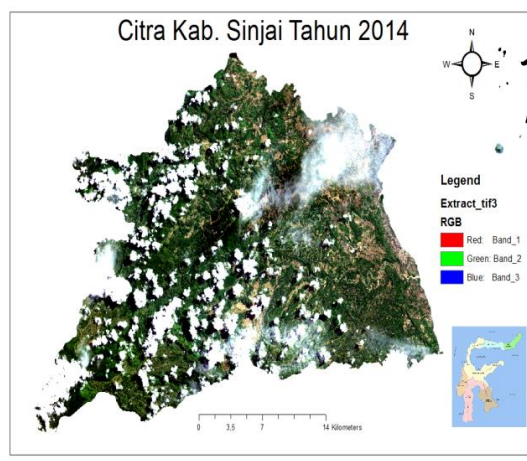 Citra Kab. Sinjai Tahun 2014
N
W E
S
Legend
Extract_tif3
RGB
Red: Band_1
Green: Band_2
Blue: Band_3
0 3,5 7 14 Kilometers